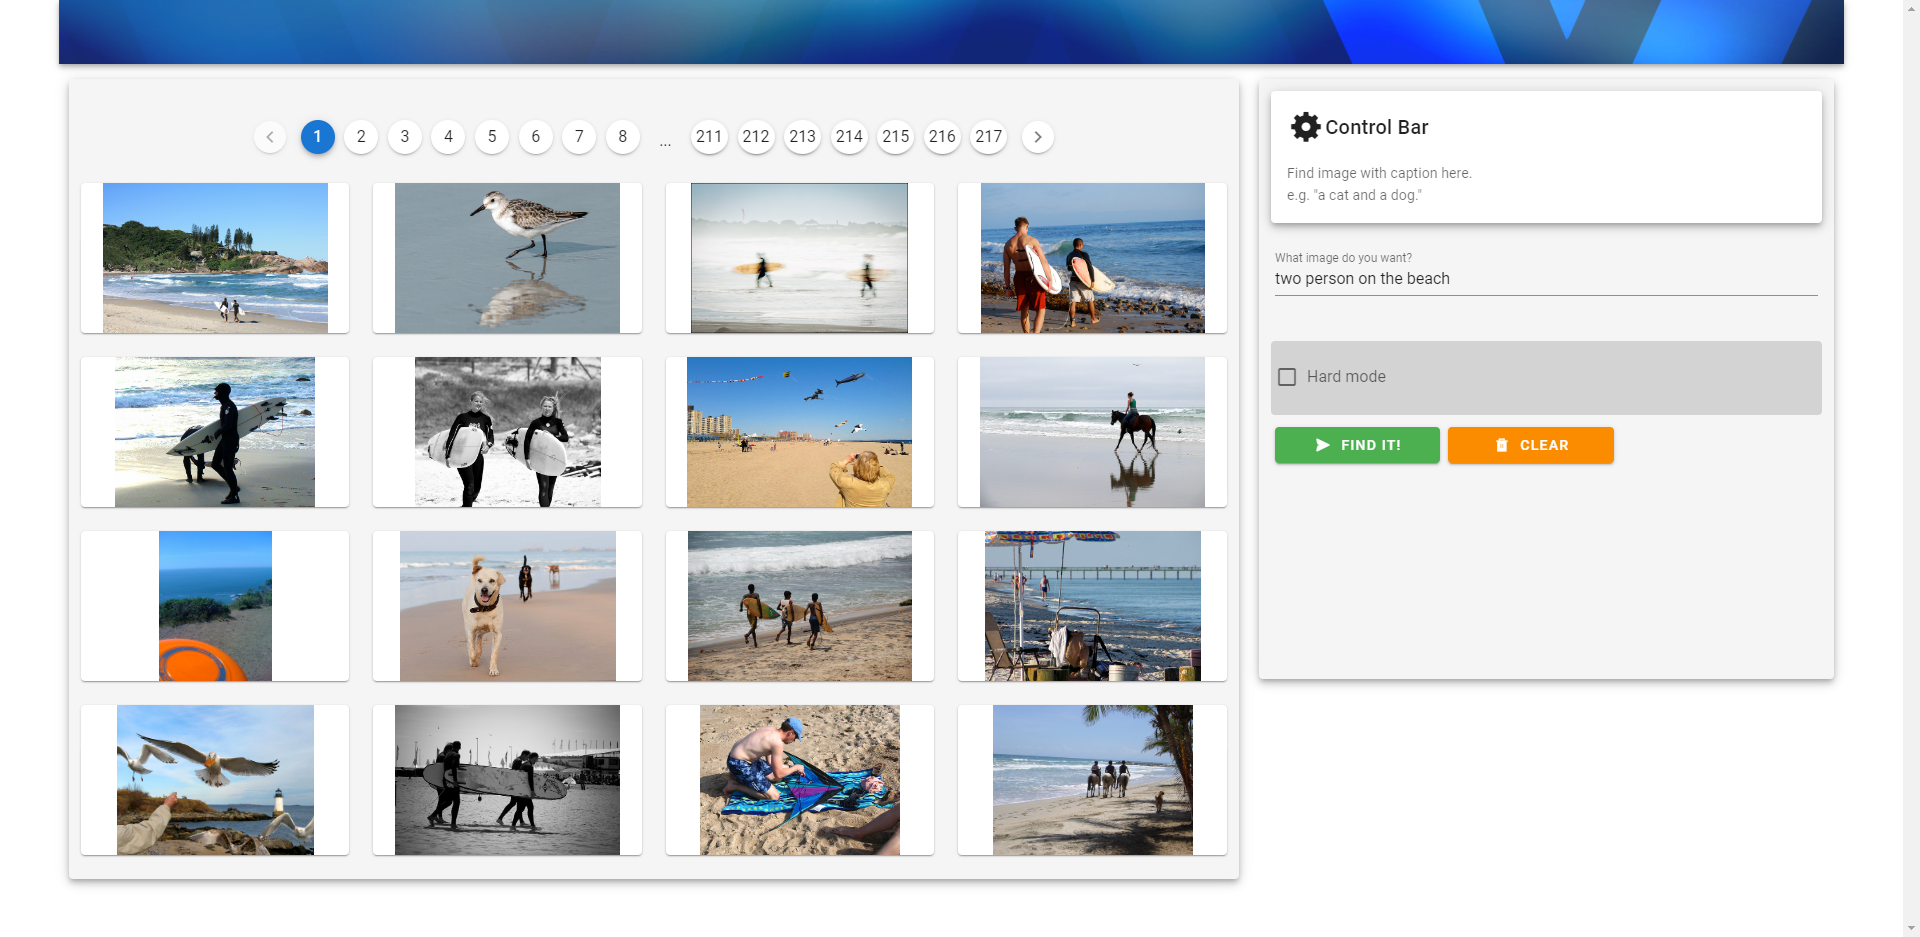 1 2 3 4 5 6 7 8 ... 211 212 213 214 215 216 217
Control Bar
Find image with caption here.
e.g. "a cat and a dog."
What image do you want?
two person on the beach
Hard mode
FIND IT! CLEAR